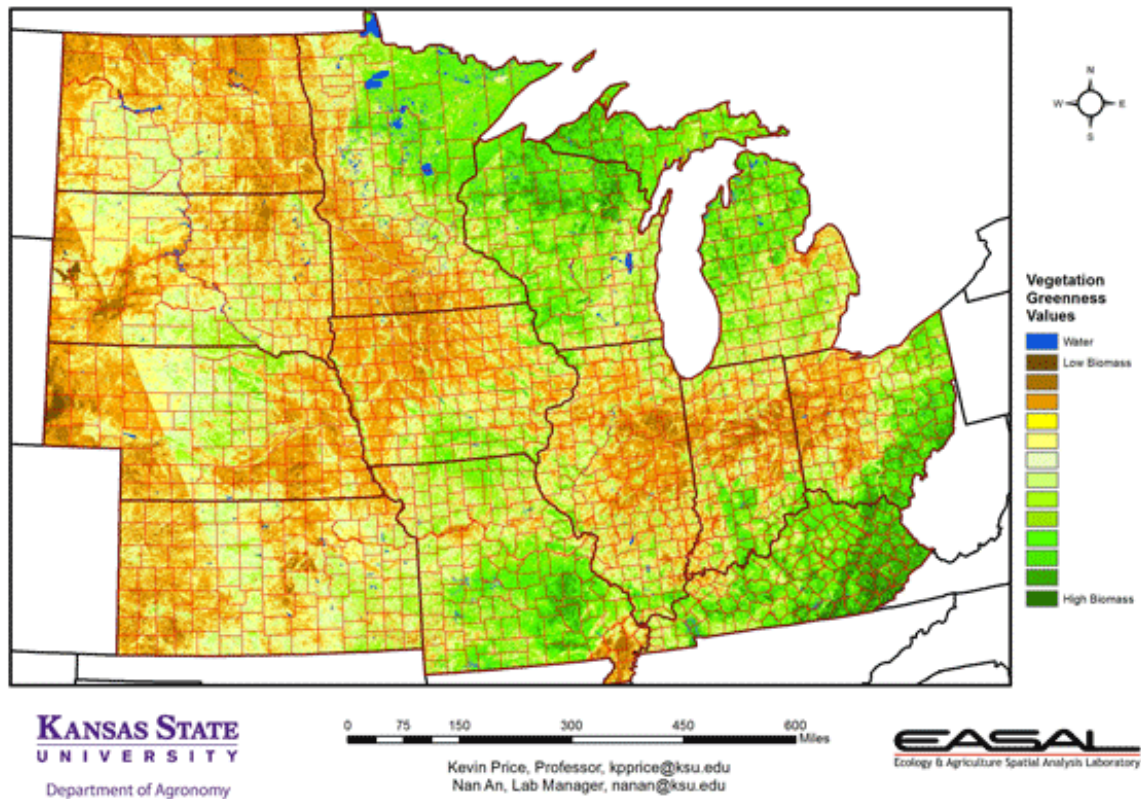 N
W E
S
Vegetation
Greenness
Values
Water
Low Biomass
High Biomass
KANSAS STATE
UNIVERSITY
Department of Agronomy
0 75 150 300 450 600
Miles
Kevin Price, Professor, kpprice@ksu.edu
Nan An, Lab Manager, nanan@ksu.edu
EASAL
Ecology & Agriculture Spatial Analysis Laboratory